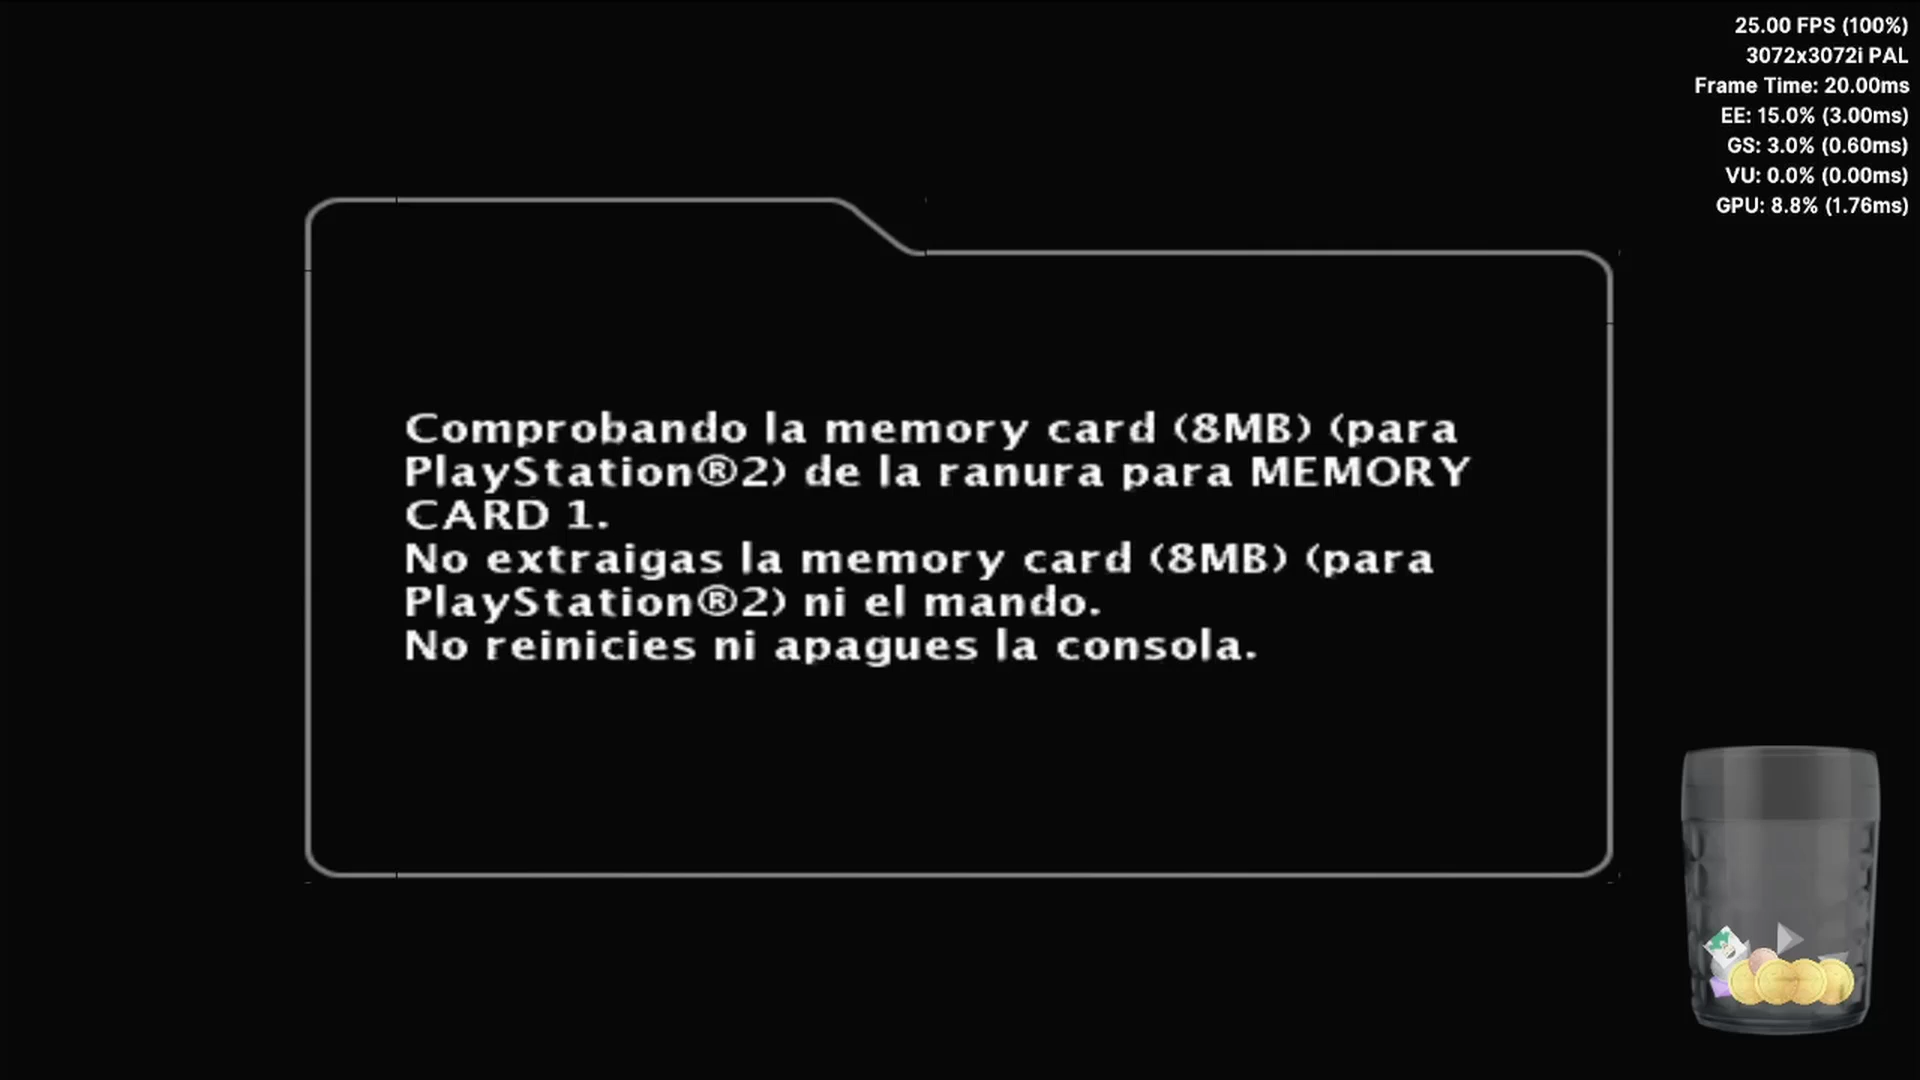 25.00 FPS (100%)
3072x3072i PAL
Frame Time: 20.00ms
EE: 15.0% (3.00ms)
GS: 3.0% (0.60ms)
VU: 0.0% (0.00ms)
GPU: 8.8% (1.76ms)
Comprobando la memory card (8MB) (para
PlayStation®2) de la ranura para MEMORY
CARD 1.
No extraigas la memory card (8MB) (para
PlayStation®2) ni el mando.
No reinicies ni apagues la consola.